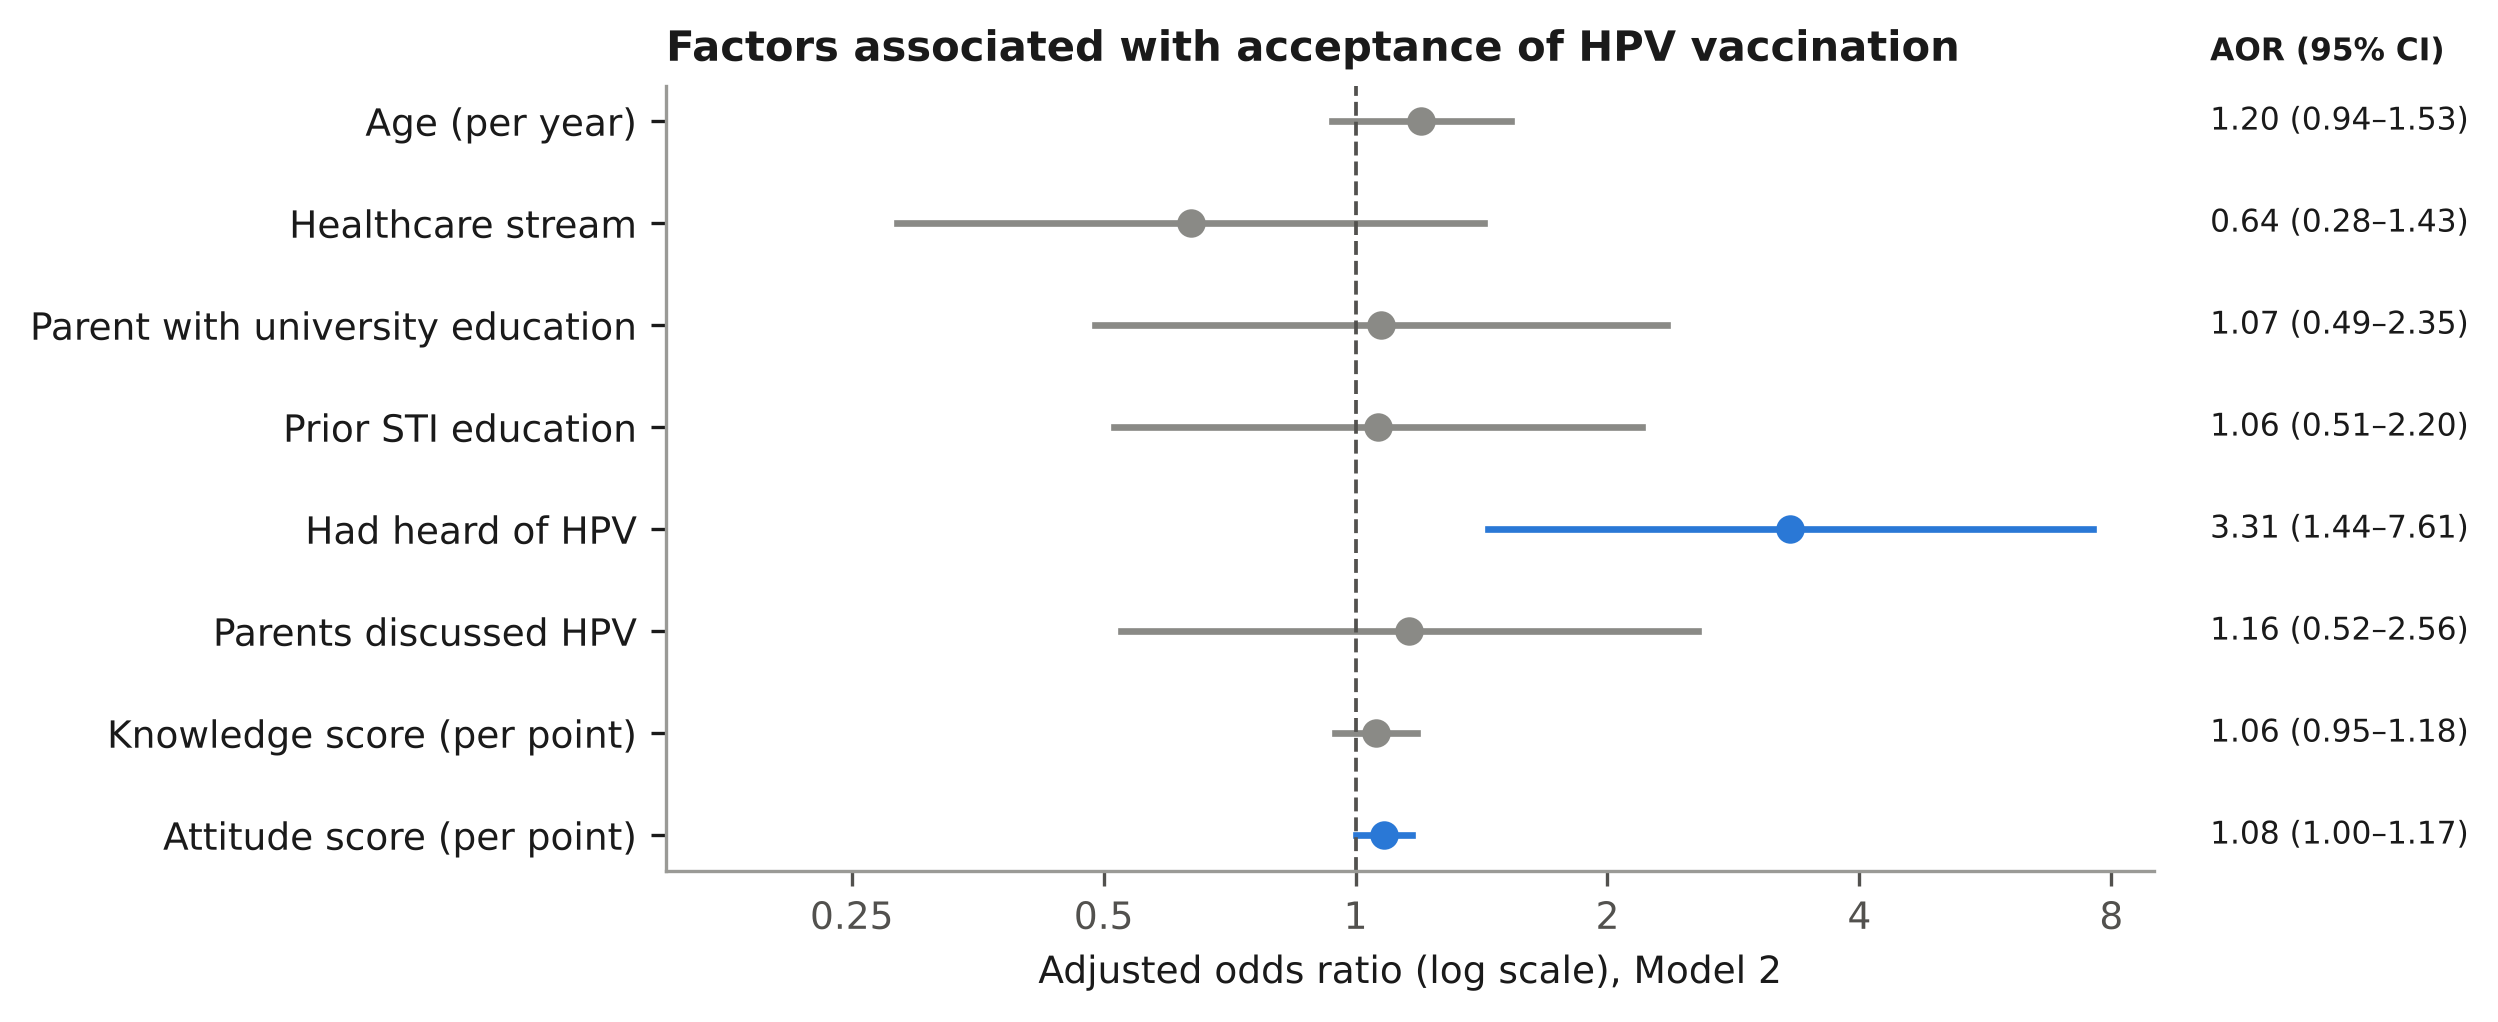 Factors associated with acceptance of HPV vaccination
AOR (95% CI)
Age (per year) 1.20 (0.94–1.53)
Healthcare stream 0.64 (0.28–1.43)
Parent with university education 1.07 (0.49–2.35)
Prior STI education 1.06 (0.51–2.20)
Had heard of HPV 3.31 (1.44–7.61)
Parents discussed HPV 1.16 (0.52–2.56)
Knowledge score (per point) 1.06 (0.95–1.18)
Attitude score (per point) 1.08 (1.00–1.17)
0.25 0.5 1 2 4 8
Adjusted odds ratio (log scale), Model 2